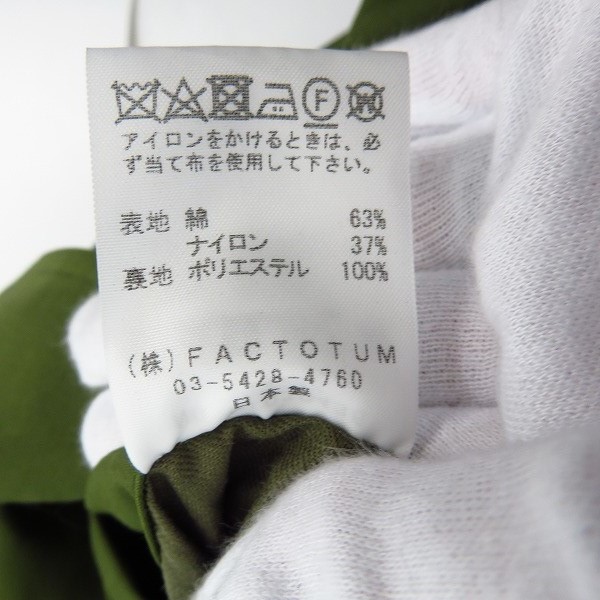 F W
アイロンをかけるときは、必
ず当て布を使用して下さい。
表地 綿 63%
ナイロン 37%
裏地 ポリエステル 100%
(株)FACTOTUM
03-5428-4760
日本製